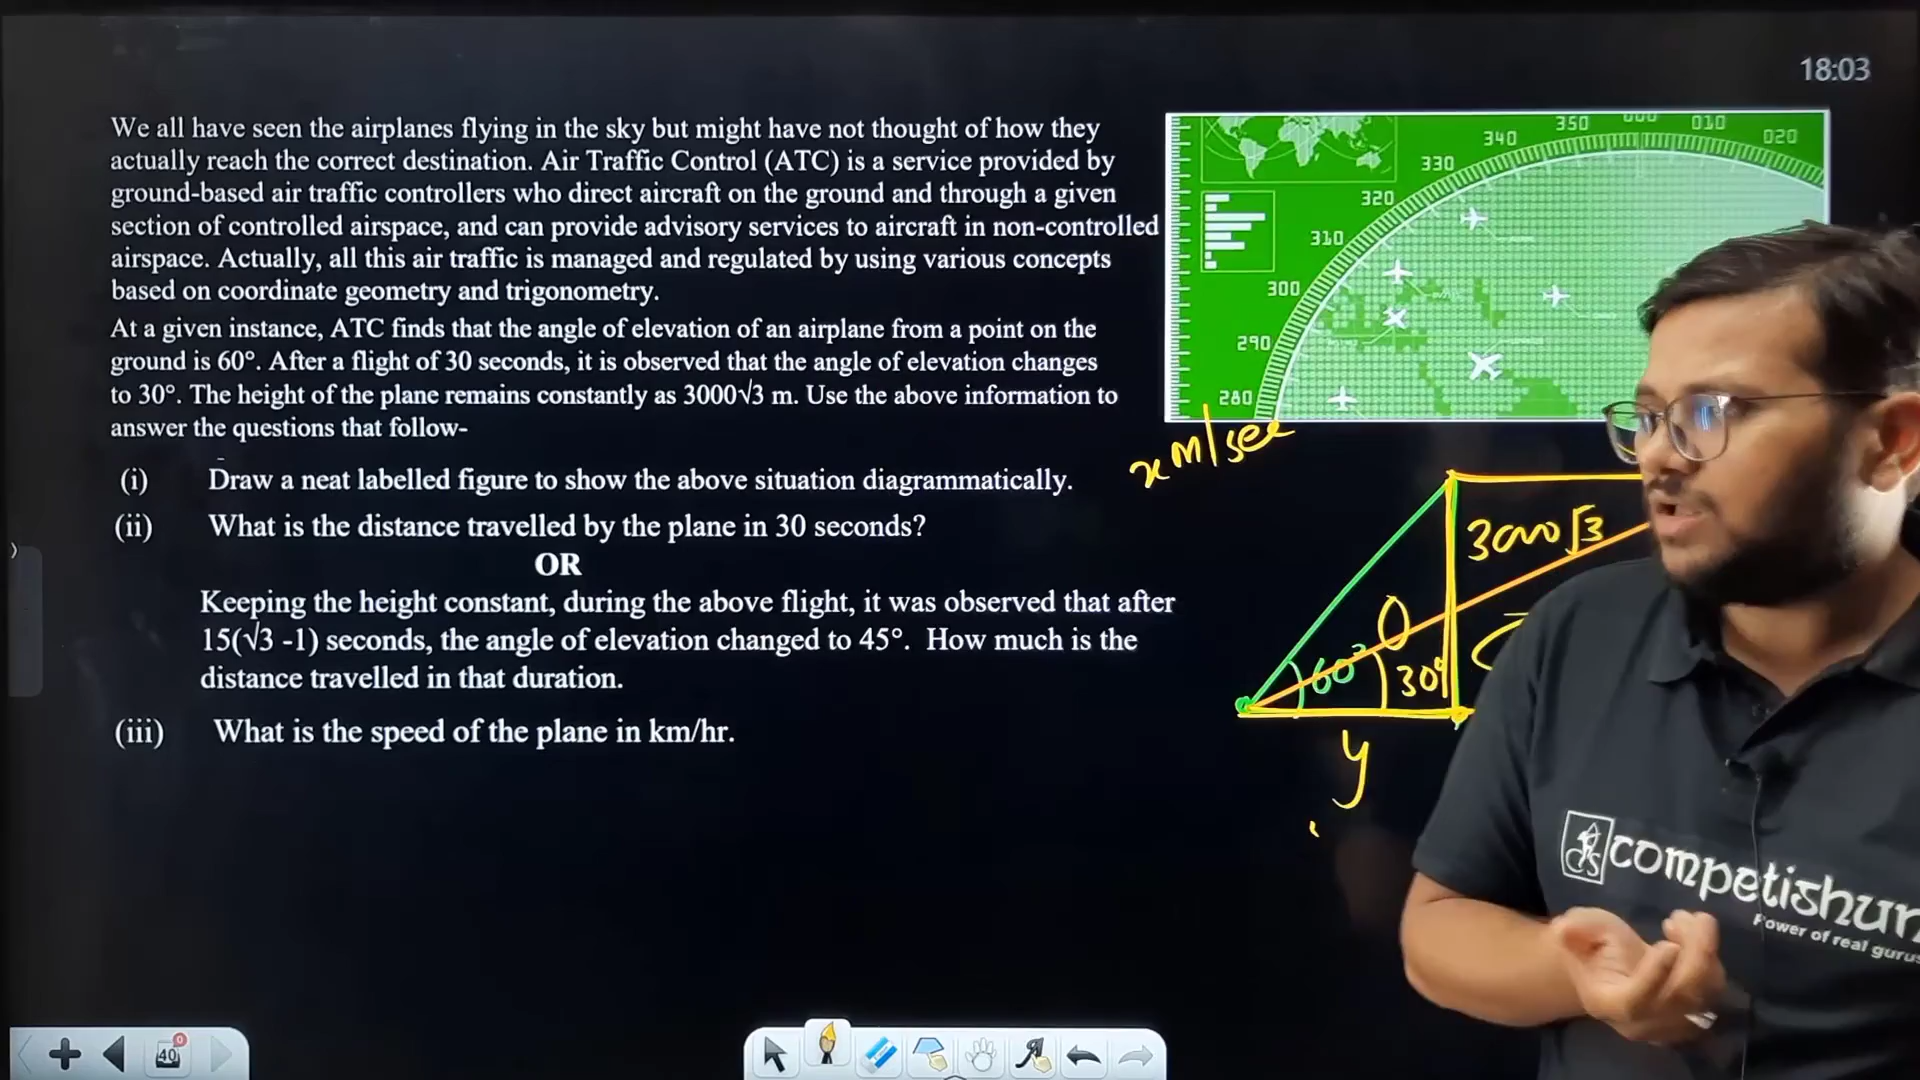 18:03
We all have seen the airplanes flying in the sky but might have not thought of how they
actually reach the correct destination. Air Traffic Control (ATC) is a service provided by
ground-based air traffic controllers who direct aircraft on the ground and through a given
section of controlled airspace, and can provide advisory services to aircraft in non-controlled
airspace. Actually, all this air traffic is managed and regulated by using various concepts
based on coordinate geometry and trigonometry.
At a given instance, ATC finds that the angle of elevation of an airplane from a point on the
ground is 60°. After a flight of 30 seconds, it is observed that the angle of elevation changes
to 30°. The height of the plane remains constantly as 3000√3 m. Use the above information to
answer the questions that follow-
(i) Draw a neat labelled figure to show the above situation diagrammatically.
(ii) What is the distance travelled by the plane in 30 seconds?
OR
Keeping the height constant, during the above flight, it was observed that after
15(√3 -1) seconds, the angle of elevation changed to 45°. How much is the
distance travelled in that duration.
(iii) What is the speed of the plane in km/hr.
350 000 010
340 020
330
320
310
300
290
280
x m/sec
3000√3
60°
30°
y
competishun
Power of real gurus
40
0